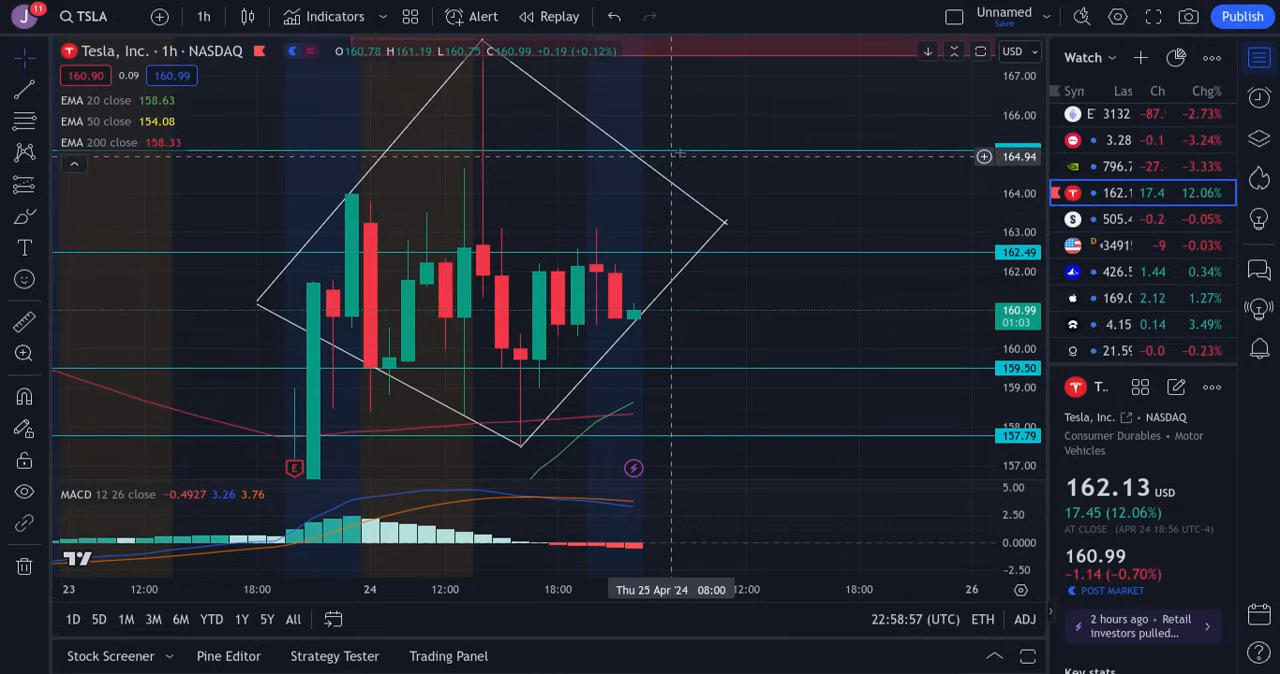 J 11 TSLA 1h Indicators Alert Replay Unnamed Save Publish
Tesla, Inc. · 1h · NASDAQ O160.78 H161.19 L160.75 C160.99 +0.19 (+0.12%) USD
160.90 0.09 160.99
EMA 20 close 158.63
EMA 50 close 154.08
EMA 200 close 158.33
167.00
166.00
164.94
164.00
163.00
162.49
162.00
160.99
01:03
160.00
159.50
159.00
158.00
157.79
157.00
E
MACD 12 26 close −0.4927 3.26 3.76
5.00
2.50
0.0000
−2.50
23 12:00 18:00 24 12:00 18:00 Thu 25 Apr '24 08:00 12:00 18:00 26
1D 5D 1M 3M 6M YTD 1Y 5Y All 22:58:57 (UTC) ETH ADJ
Stock Screener Pine Editor Strategy Tester Trading Panel
Watch
Syn Las Ch Chg%
3132 −87. −2.73%
3.28 −0.1 −3.24%
796.7 −27. −3.33%
162.1 17.4 12.06%
505.4 −0.2 −0.05%
D 3491 −9 −0.03%
426.5 1.44 0.34%
169.0 2.12 1.27%
4.15 0.14 3.49%
21.59 −0.0 −0.23%
T..
Tesla, Inc. · NASDAQ
Consumer Durables · Motor
Vehicles
162.13 USD
17.45 (12.06%)
AT CLOSE (APR 24 18:56 UTC-4)
160.99
−1.14 (−0.70%)
POST MARKET
2 hours ago · Retail
investors pulled…
Key stats